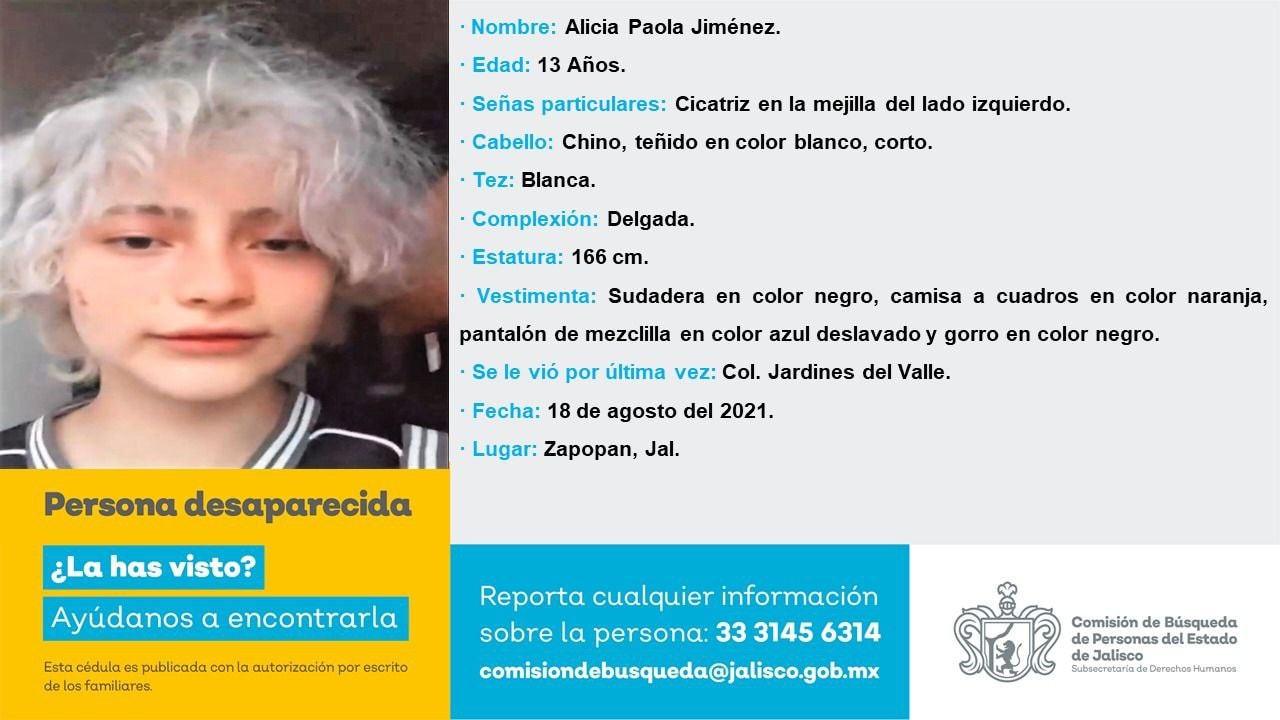 · Nombre: Alicia Paola Jiménez.
· Edad: 13 Años.
· Señas particulares: Cicatriz en la mejilla del lado izquierdo.
· Cabello: Chino, teñido en color blanco, corto.
· Tez: Blanca.
· Complexión: Delgada.
· Estatura: 166 cm.
· Vestimenta: Sudadera en color negro, camisa a cuadros en color naranja,
pantalón de mezclilla en color azul deslavado y gorro en color negro.
· Se le vió por última vez: Col. Jardines del Valle.
· Fecha: 18 de agosto del 2021.
· Lugar: Zapopan, Jal.
Persona desaparecida
¿La has visto?
Ayúdanos a encontrarla
Esta cédula es publicada con la autorización por escrito
de los familiares.
Reporta cualquier información
sobre la persona: 33 3145 6314
comisiondebusqueda@jalisco.gob.mx
Comisión de Búsqueda
de Personas del Estado
de Jalisco
Subsecretaría de Derechos Humanos